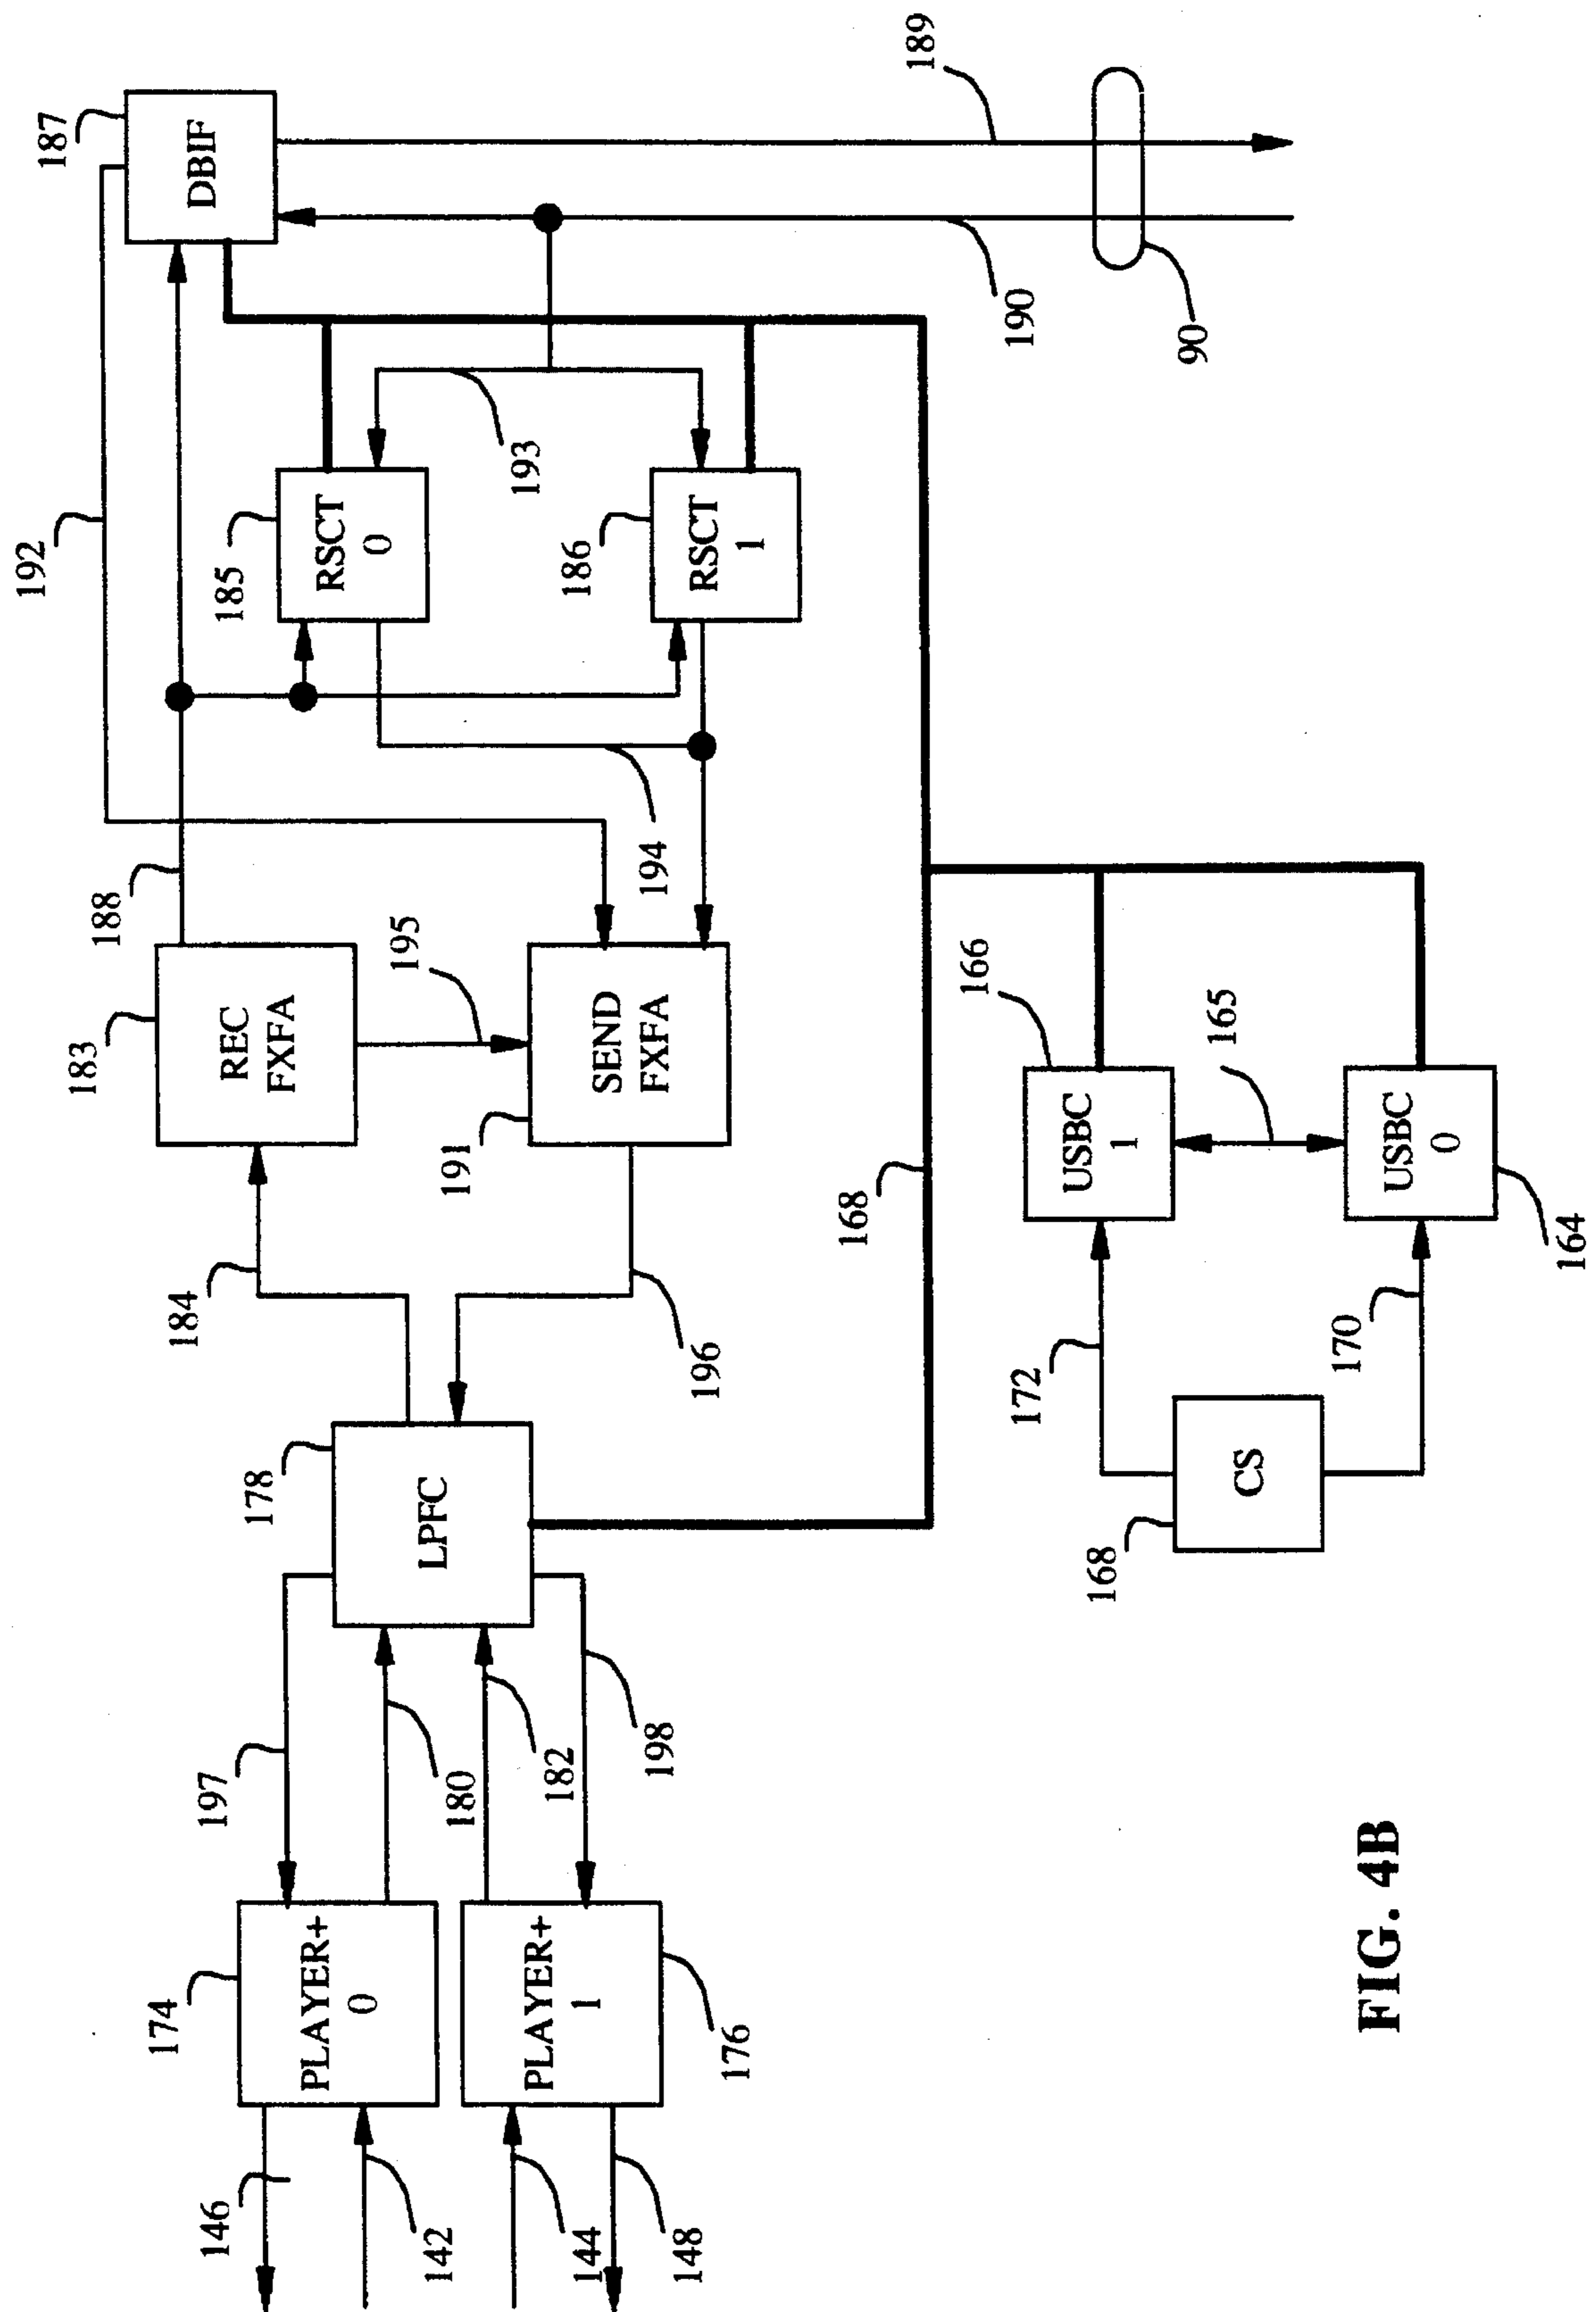 192
187
183
188
174
184
DBIF
146
197
185
REC
FXFA
178
PLAYER+
0
RSCT
0
195
LPFC
142
180
191
193
186
PLAYER+
1
182
SEND
FXFA
RSCT
1
144
148
198
196
194
176
168
189
190
90
166
172
USBC
1
165
168
CS
170
USBC
0
164
FIG. 4B